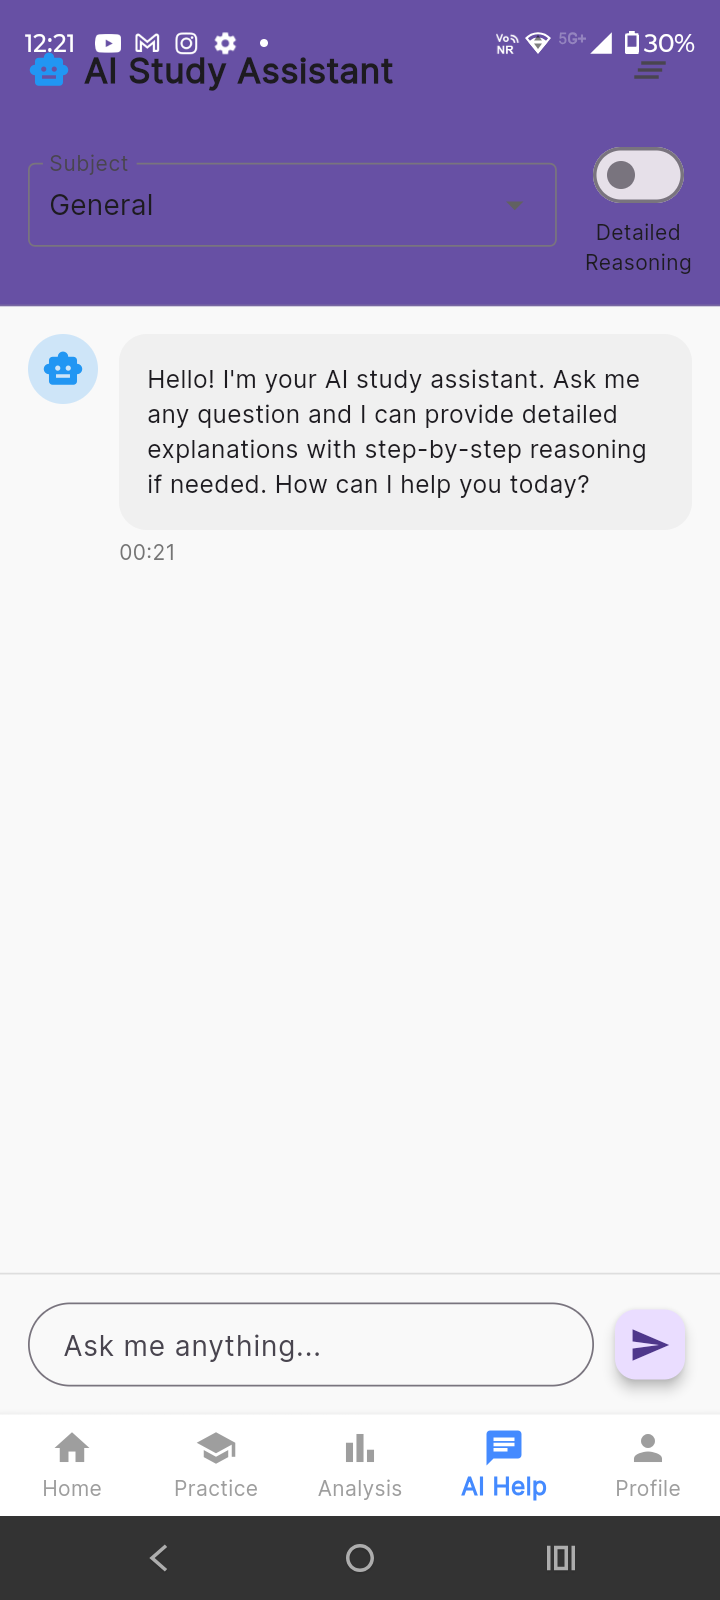 12:21
Vo NR 5G+ 30%
AI Study Assistant
Subject
General
Detailed
Reasoning
Hello! I'm your AI study assistant. Ask me
any question and I can provide detailed
explanations with step-by-step reasoning
if needed. How can I help you today?
00:21
Ask me anything...
Home
Practice
Analysis
AI Help
Profile